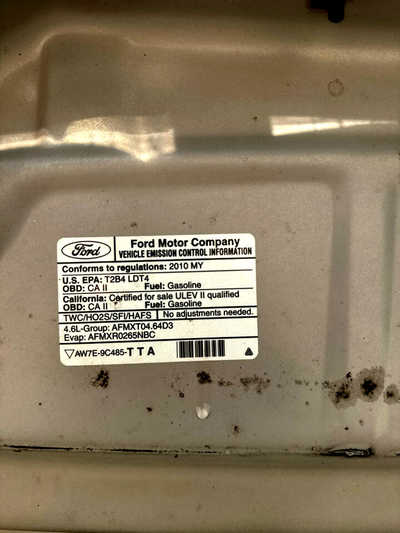 Ford
Ford Motor Company
VEHICLE EMISSION CONTROL INFORMATION
Conforms to regulations: 2010 MY
U.S. EPA: T2B4 LDT4
OBD: CA II Fuel: Gasoline
California: Certified for sale ULEV II qualified
OBD: CA II Fuel: Gasoline
TWC/HO2S/SFI/HAFS No adjustments needed.
4.6L-Group: AFMXT04.64D3
Evap: AFMXR0265NBC
AW7E-9C485-TTA